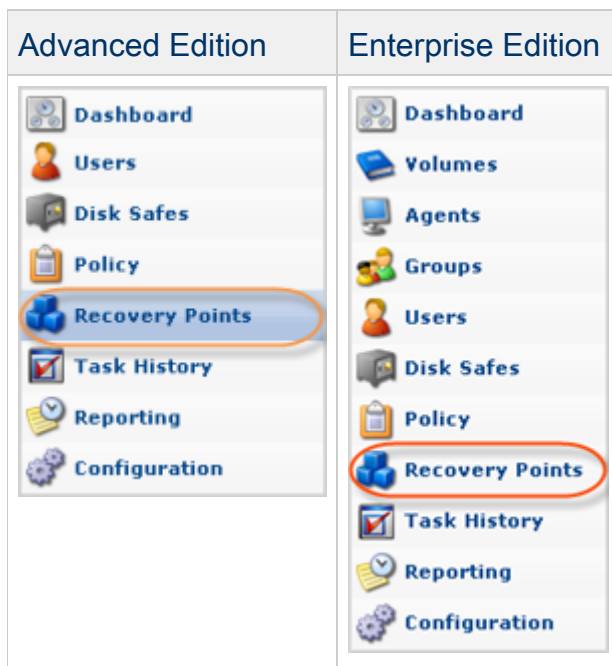 Advanced Edition
Enterprise Edition
Dashboard
Users
Disk Safes
Policy
Recovery Points
Task History
Reporting
Configuration
Dashboard
Volumes
Agents
Groups
Users
Disk Safes
Policy
Recovery Points
Task History
Reporting
Configuration